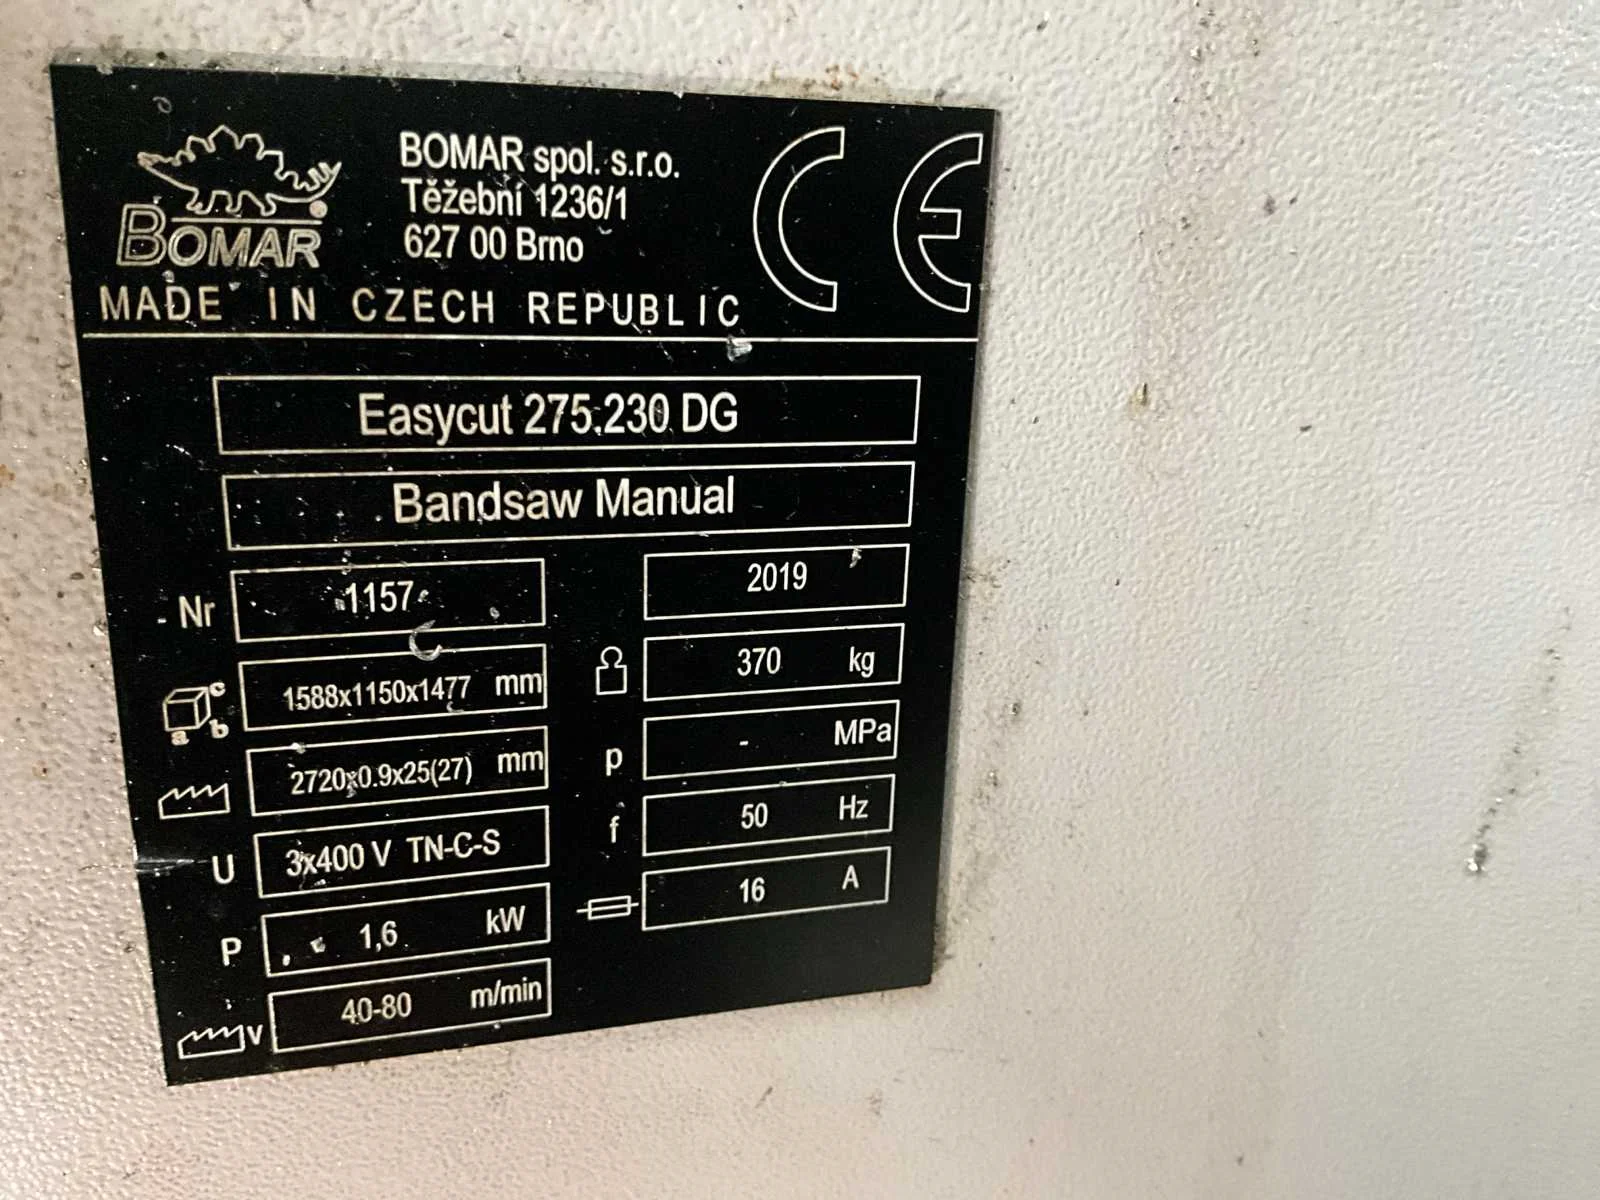 BOMAR
BOMAR spol. s.r.o.
Těžební 1236/1
627 00 Brno
CE
MADE IN CZECH REPUBLIC
Easycut 275.230 DG
Bandsaw Manual
Nr 1157
2019
a b c 1588x1150x1477 mm
370 kg
2720x0.9x25(27) mm
p - MPa
U 3x400 V TN-C-S
f 50 Hz
P 1,6 kW
16 A
V 40-80 m/min